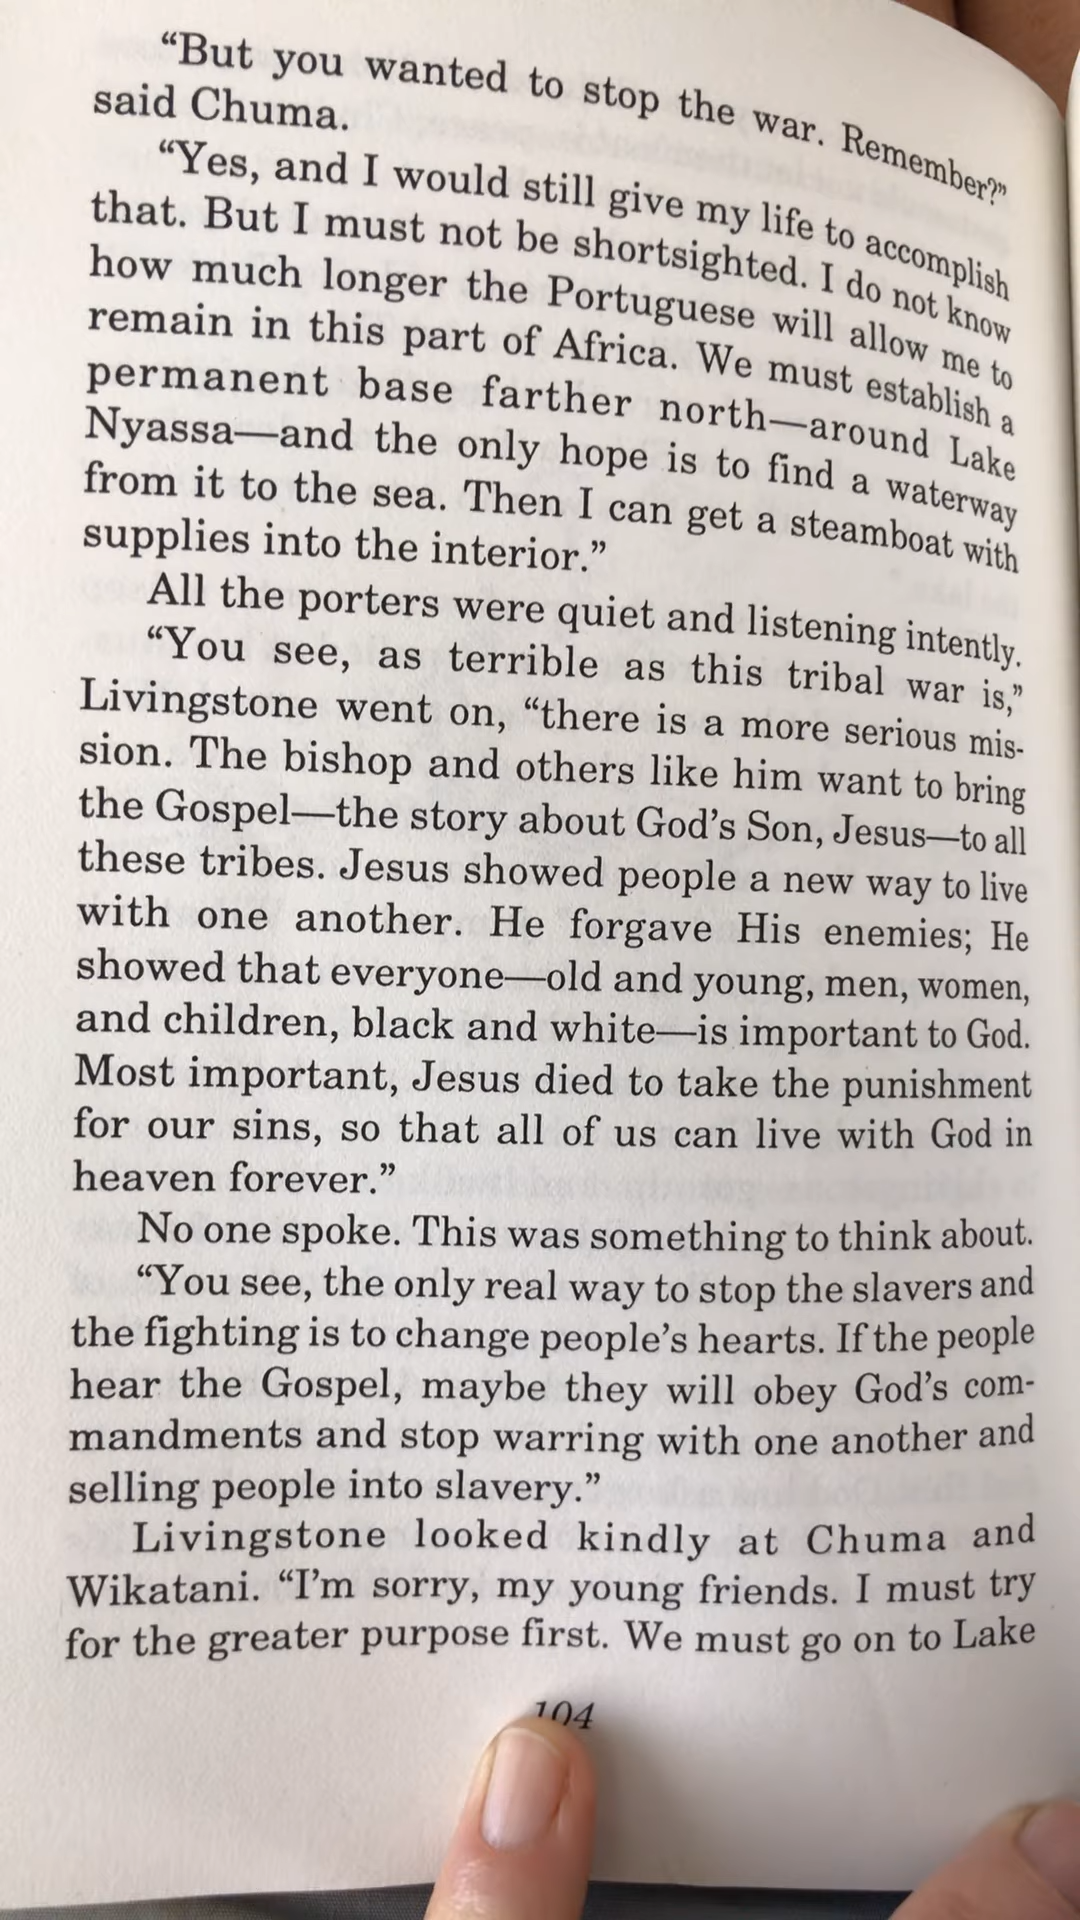 “But you wanted to stop the war. Remember?”
said Chuma.
“Yes, and I would still give my life to accomplish
that. But I must not be shortsighted. I do not know
how much longer the Portuguese will allow me to
remain in this part of Africa. We must establish a
permanent base farther north—around Lake
Nyassa—and the only hope is to find a waterway
from it to the sea. Then I can get a steamboat with
supplies into the interior.”
All the porters were quiet and listening intently.
“You see, as terrible as this tribal war is,”
Livingstone went on, “there is a more serious mis-
sion. The bishop and others like him want to bring
the Gospel—the story about God’s Son, Jesus—to all
these tribes. Jesus showed people a new way to live
with one another. He forgave His enemies; He
showed that everyone—old and young, men, women,
and children, black and white—is important to God.
Most important, Jesus died to take the punishment
for our sins, so that all of us can live with God in
heaven forever.”
No one spoke. This was something to think about.
“You see, the only real way to stop the slavers and
the fighting is to change people’s hearts. If the people
hear the Gospel, maybe they will obey God’s com-
mandments and stop warring with one another and
selling people into slavery.”
Livingstone looked kindly at Chuma and
Wikatani. “I’m sorry, my young friends. I must try
for the greater purpose first. We must go on to Lake
104